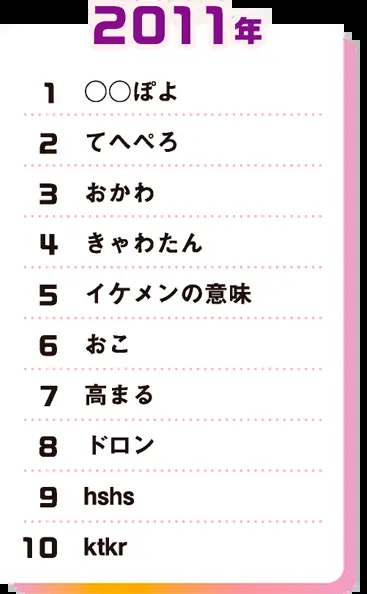 2011年
1 ○○ぽよ
2 てへぺろ
3 おかわ
4 きゃわたん
5 イケメンの意味
6 おこ
7 高まる
8 ドロン
9 hshs
10 ktkr